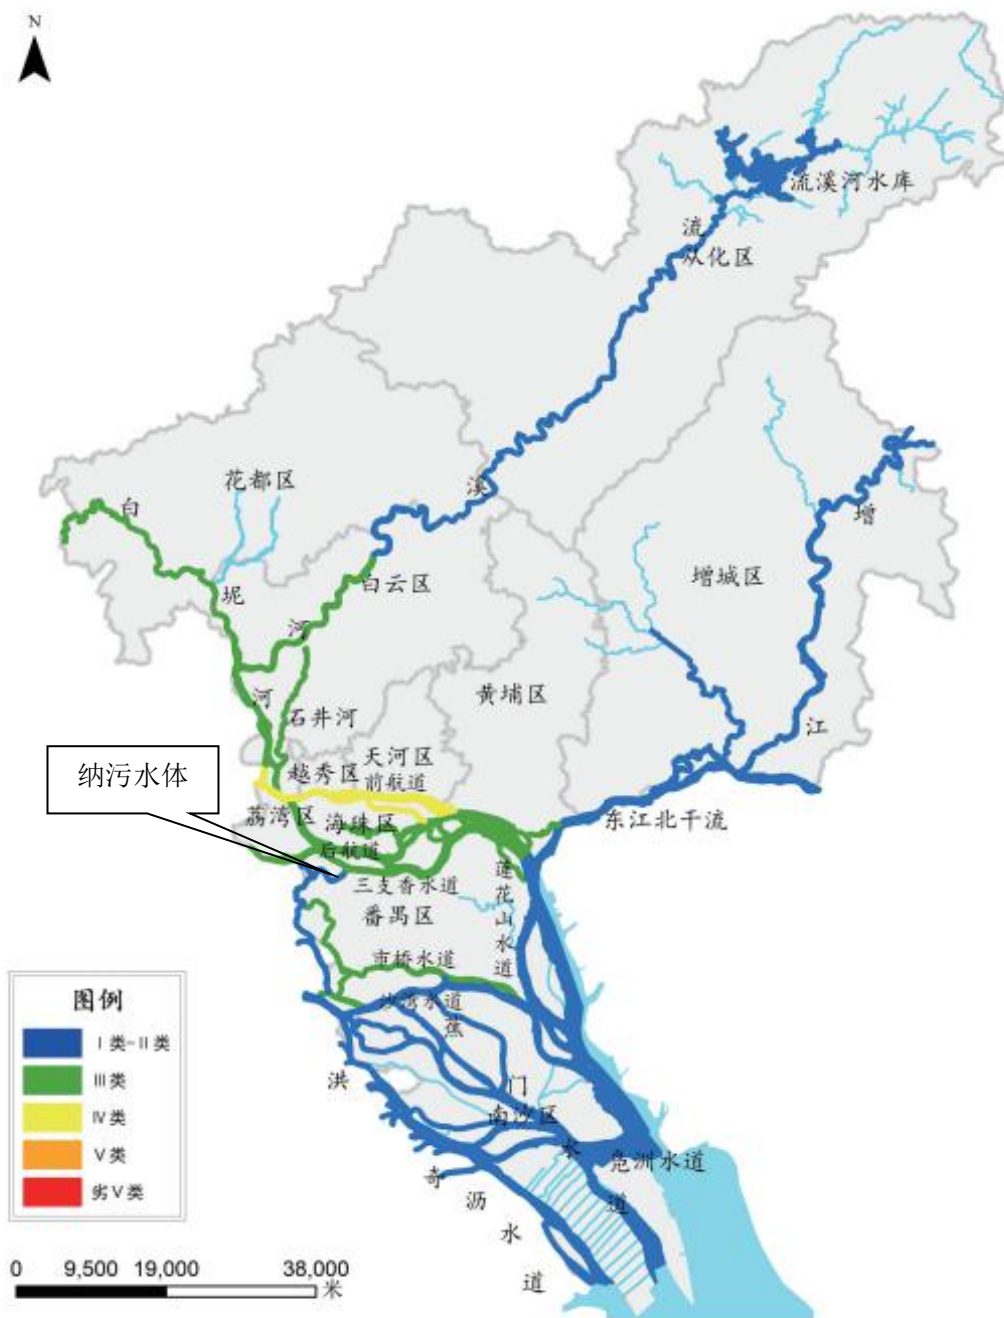 N
流溪河水库
流
从化区
花都区
溪
白
增
白云区
增城区
坭
河
黄埔区
河
石井河
江
天河区
越秀区
前航道
纳污水体
荔湾区
海珠区
东江北干流
后航道
三支香水道
莲花山水道
番禺区
市桥水道
沙湾水道
蕉
图例
Ⅰ类-Ⅱ类
Ⅲ类
Ⅳ类
Ⅴ类
劣Ⅴ类
洪
门
南沙区
水
凫洲水道
奇
沥
道
水
道
0 9,500 19,000 38,000
米